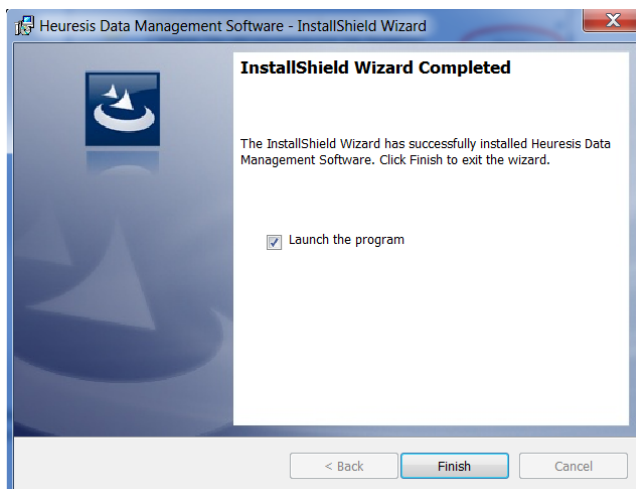 Heuresis Data Management Software - InstallShield Wizard
InstallShield Wizard Completed
The InstallShield Wizard has successfully installed Heuresis Data
Management Software. Click Finish to exit the wizard.
Launch the program
< Back
Finish
Cancel